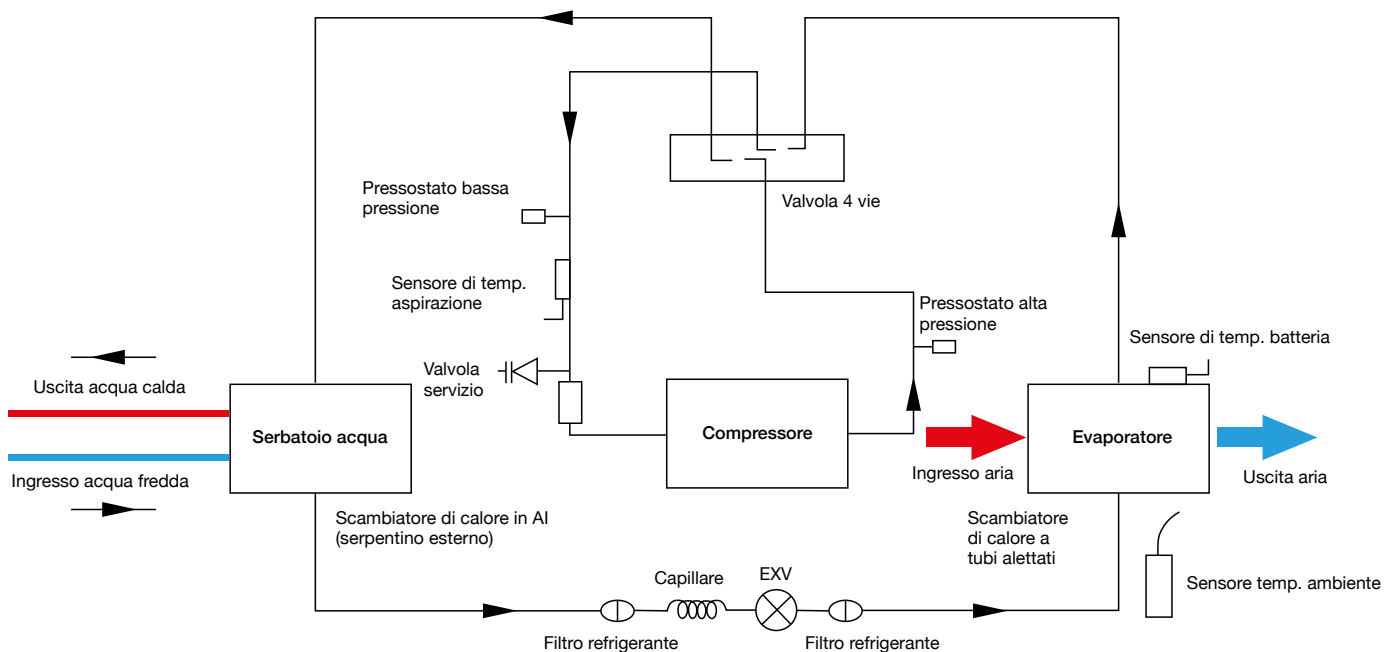 Pressostato bassa
pressione
Valvola 4 vie
Sensore di temp.
aspirazione
Pressostato alta
pressione
Sensore di temp. batteria
Valvola
servizio
Uscita acqua calda
Serbatoio acqua
Compressore
Evaporatore
Ingresso aria
Uscita aria
Ingresso acqua fredda
Scambiatore di calore in Al
(serpentino esterno)
Scambiatore
di calore a
tubi alettati
Capillare
EXV
Sensore temp. ambiente
Filtro refrigerante
Filtro refrigerante